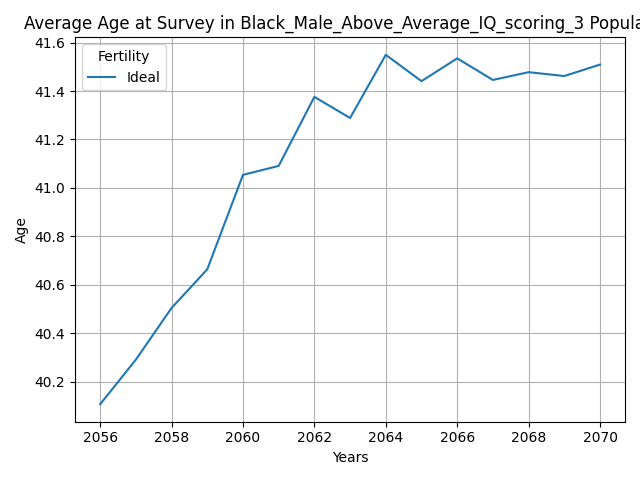 Average Age at Survey in Black_Male_Above_Average_IQ_scoring_3 Popula
41.6
41.4
41.2
41.0
40.8
40.6
40.4
40.2
Age
Fertility
Ideal
2056 2058 2060 2062 2064 2066 2068 2070
Years